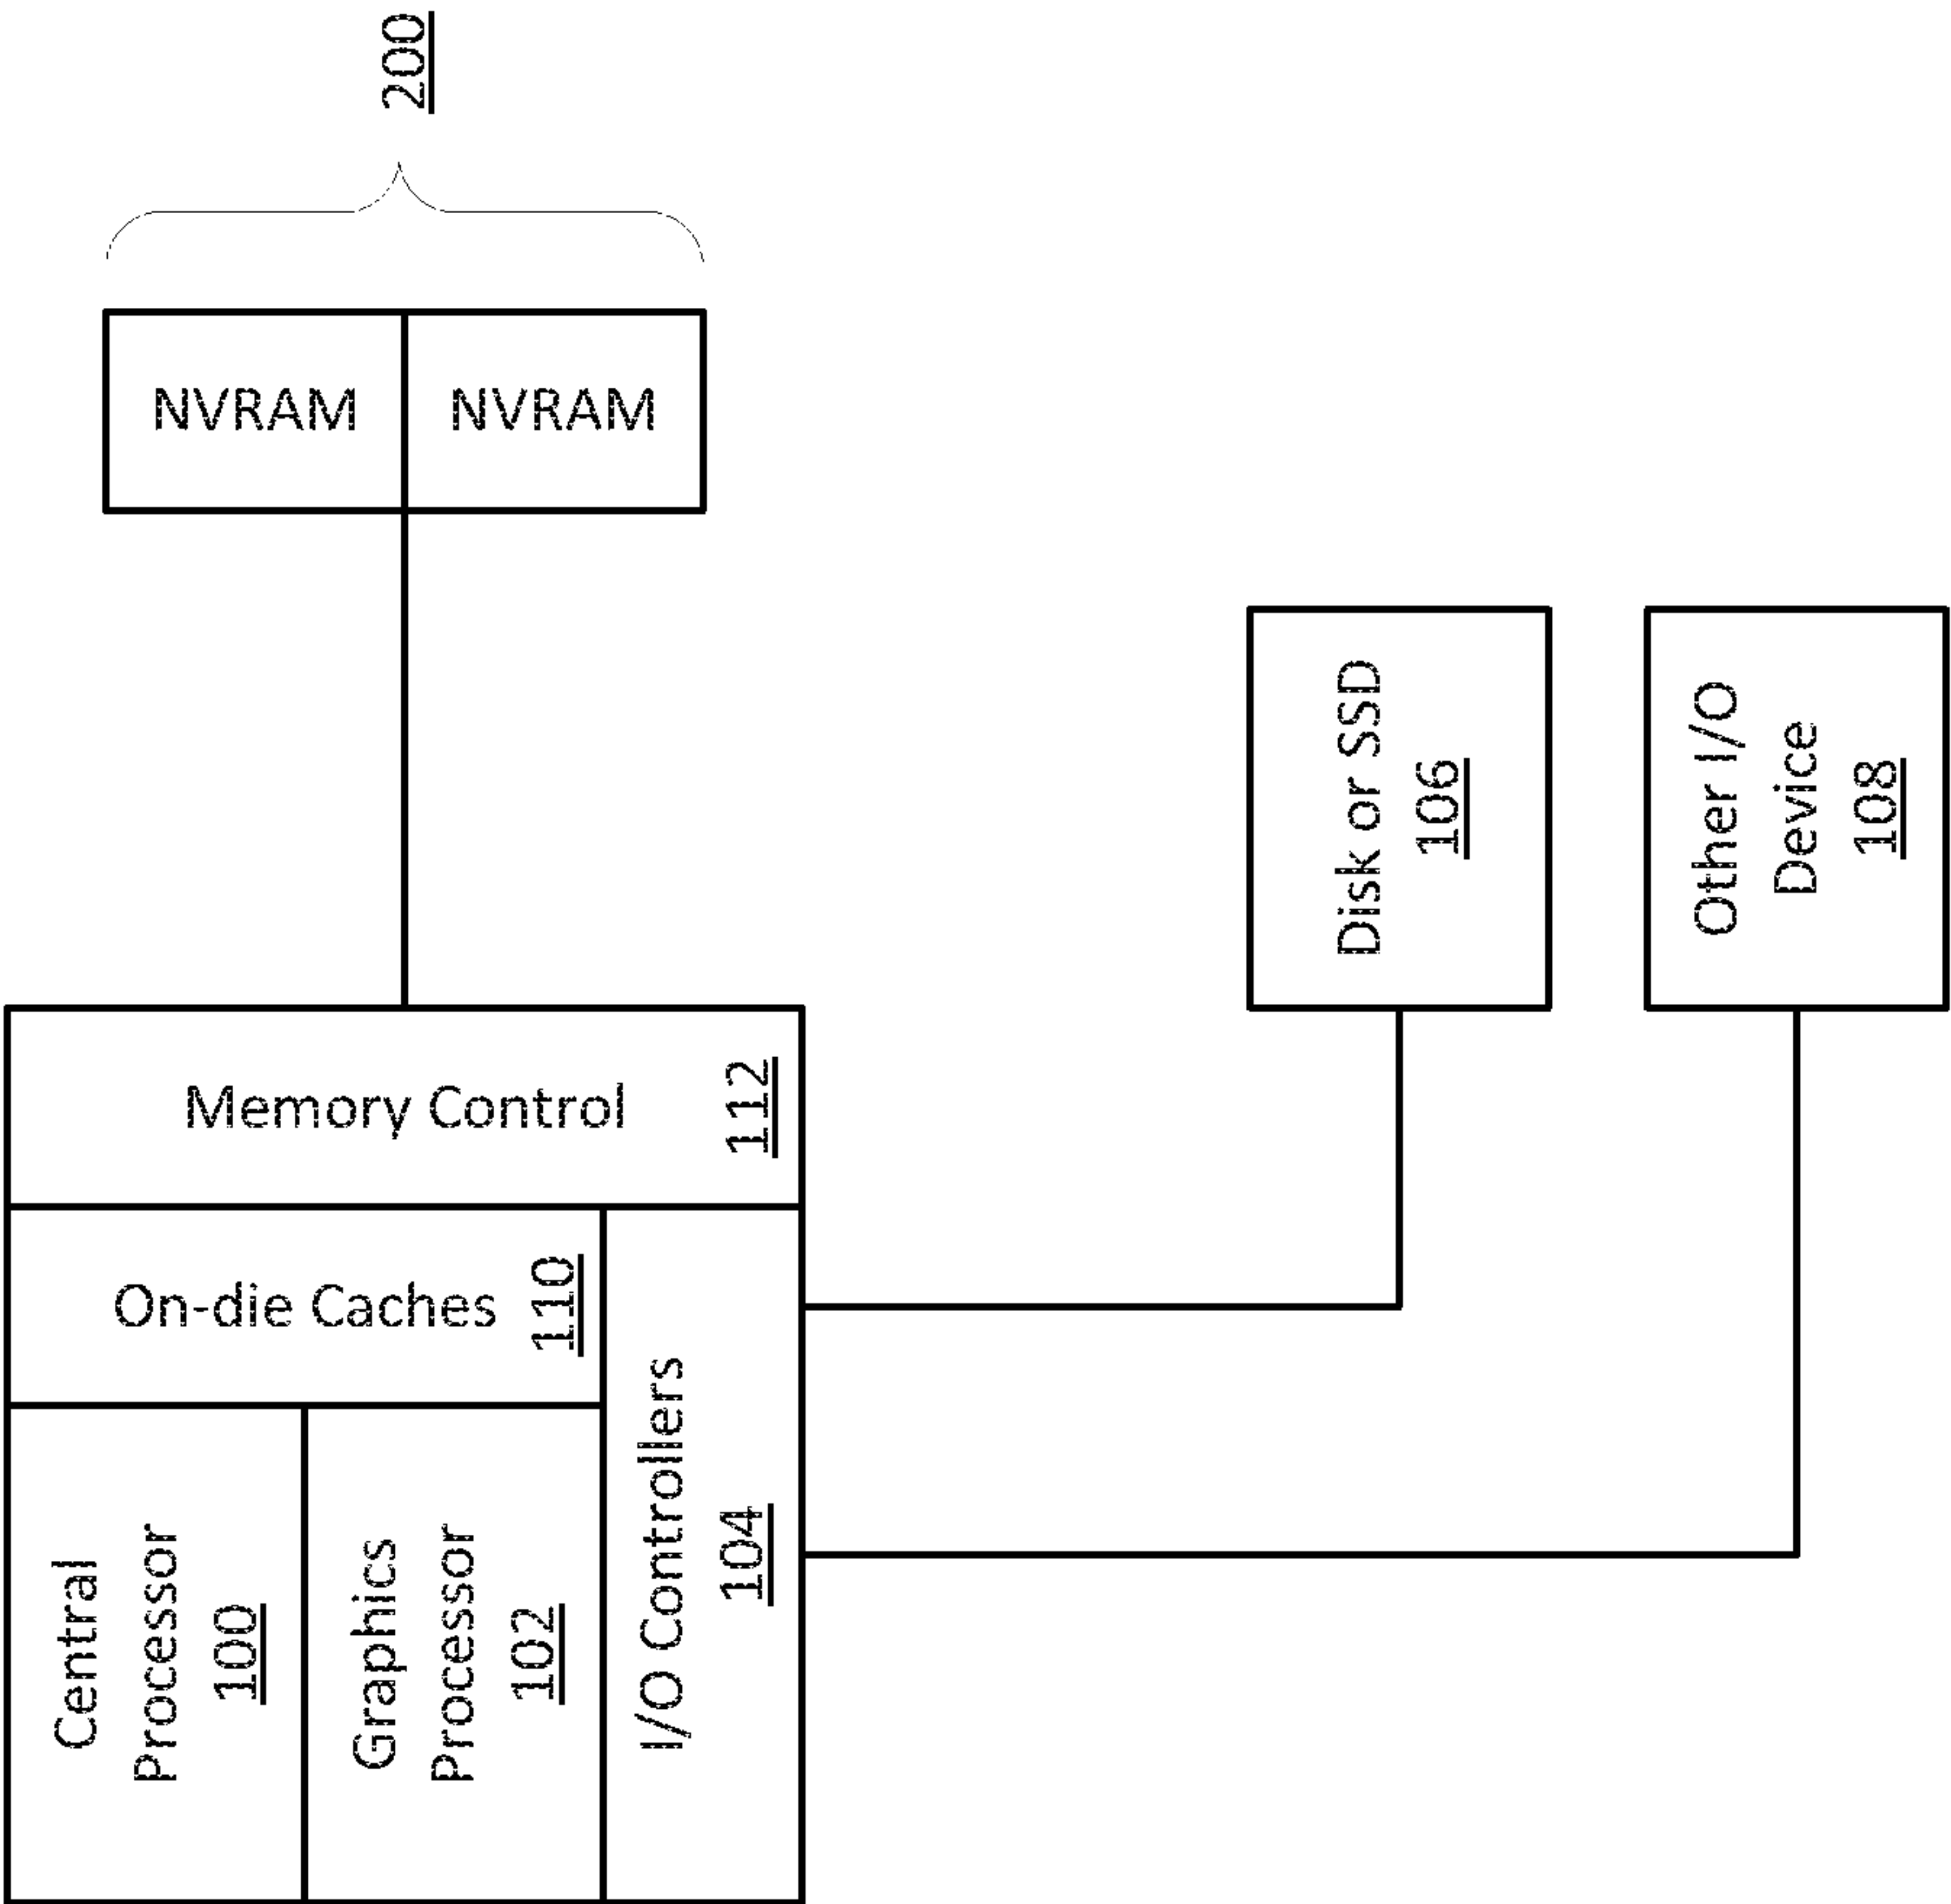 Central
Processor
100
Graphics
Processor
102
I/O Controllers
104
On-die Caches
110
Memory Control
112
NVRAM
NVRAM
200
Disk or SSD
106
Other I/O
Device
108